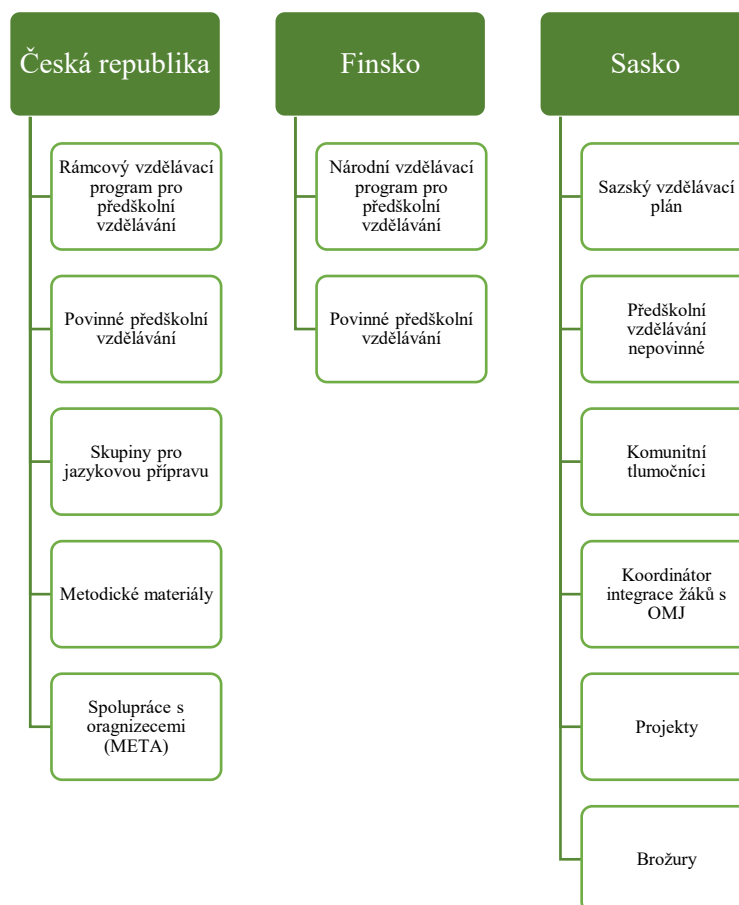 Česká republika
Rámcový vzdělávací
program pro
předškolní
vzdělávání
Povinné předškolní
vzdělávání
Skupiny pro
jazykovou přípravu
Metodické materiály
Spolupráce s
oragnizecemi
(META)
Finsko
Národní vzdělávací
program pro
předškolní
vzdělávání
Povinné předškolní
vzdělávání
Sasko
Sazský vzdělávací
plán
Předškolní
vzdělávání
nepovinné
Komunitní
tlumočníci
Koordinátor
integrace žáků s
OMJ
Projekty
Brožury